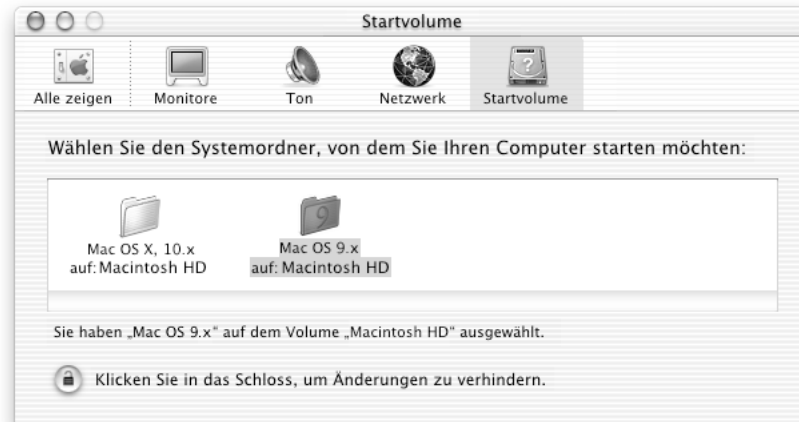 Startvolume
Alle zeigen Monitore Ton Netzwerk Startvolume
Wählen Sie den Systemordner, von dem Sie Ihren Computer starten möchten:
9
Mac OS X, 10.x Mac OS 9.x
auf: Macintosh HD auf: Macintosh HD
Sie haben „Mac OS 9.x“ auf dem Volume „Macintosh HD“ ausgewählt.
Klicken Sie in das Schloss, um Änderungen zu verhindern.